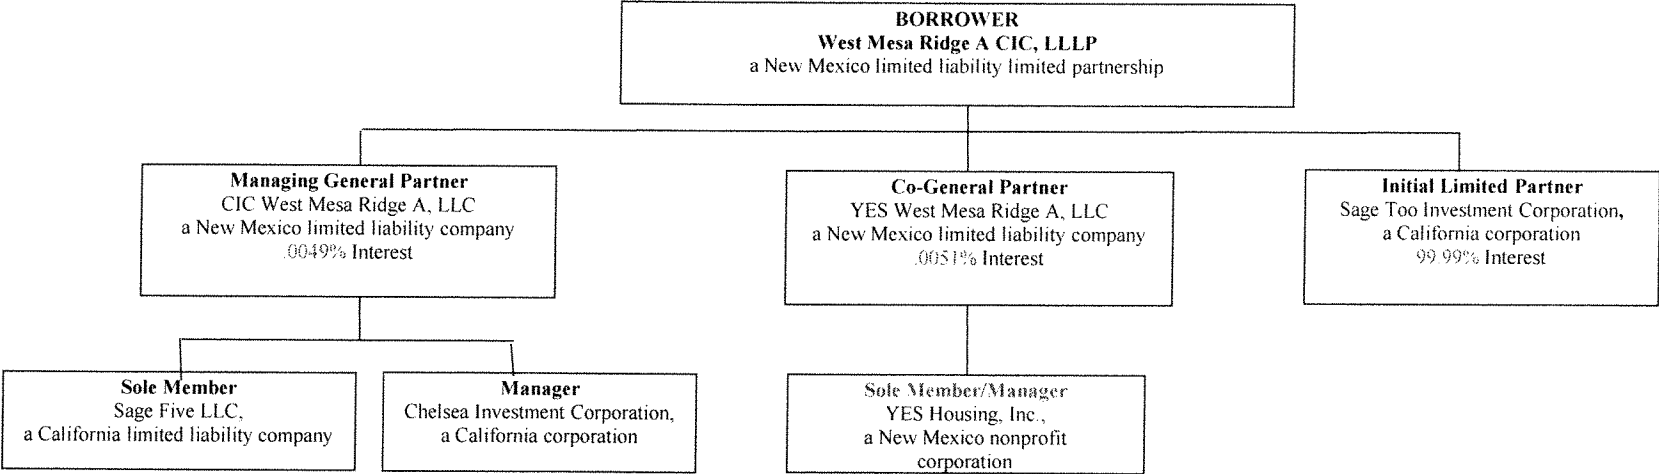 BORROWER
West Mesa Ridge A CIC, LLLP
a New Mexico limited liability limited partnership
Managing General Partner
CIC West Mesa Ridge A, LLC
a New Mexico limited liability company
.0049% Interest
Co-General Partner
YES West Mesa Ridge A, LLC
a New Mexico limited liability company
.0051% Interest
Initial Limited Partner
Sage Too Investment Corporation,
a California corporation
99.99% Interest
Sole Member
Sage Five LLC,
a California limited liability company
Manager
Chelsea Investment Corporation,
a California corporation
Sole Member/Manager
YES Housing, Inc.,
a New Mexico nonprofit
corporation